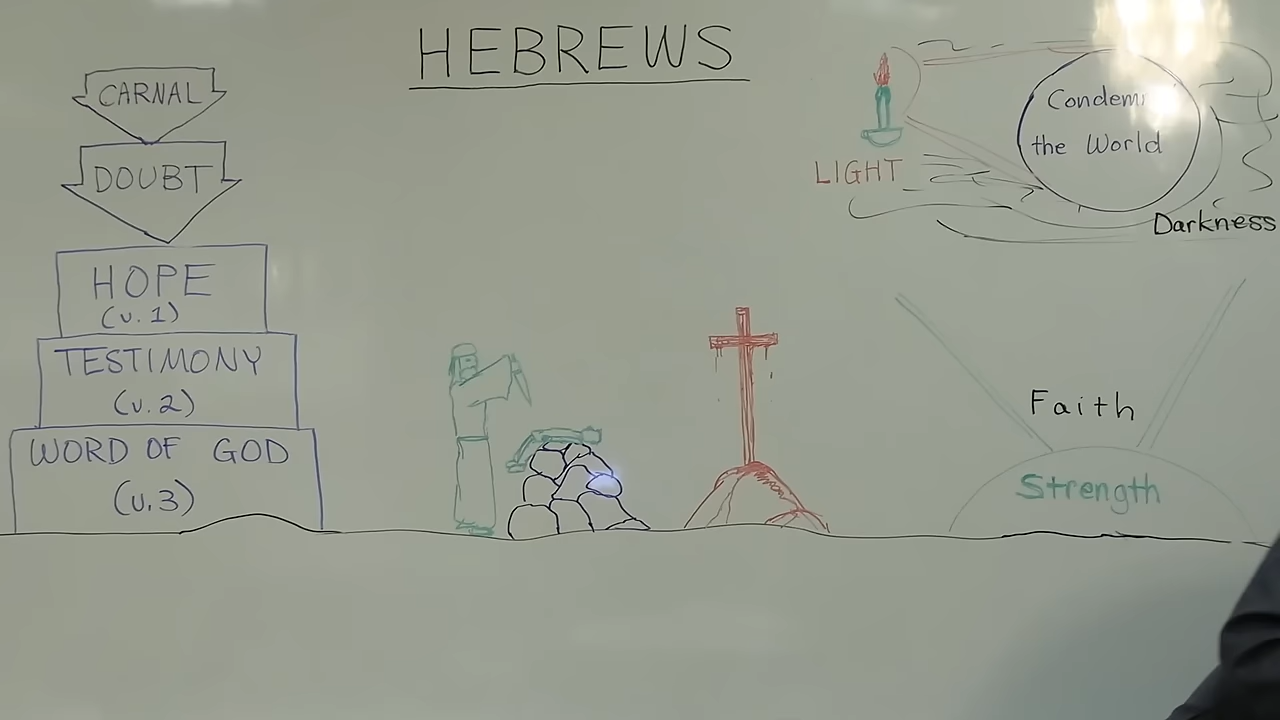 HEBREWS
CARNAL
DOUBT
HOPE
(v. 1)
TESTIMONY
(v. 2)
WORD OF GOD
(v. 3)
LIGHT
the World
Darkness
Faith
Strength